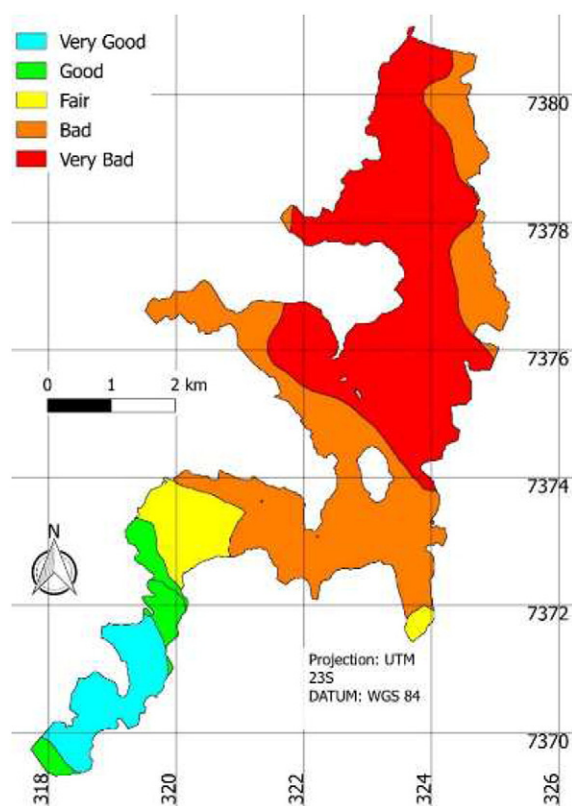 Very Good
Good
Fair
Bad
Very Bad
7380
7378
7376
0 1 2 km
7374
N
7372
Projection: UTM
23S
DATUM: WGS 84
7370
318
320
322
324
326